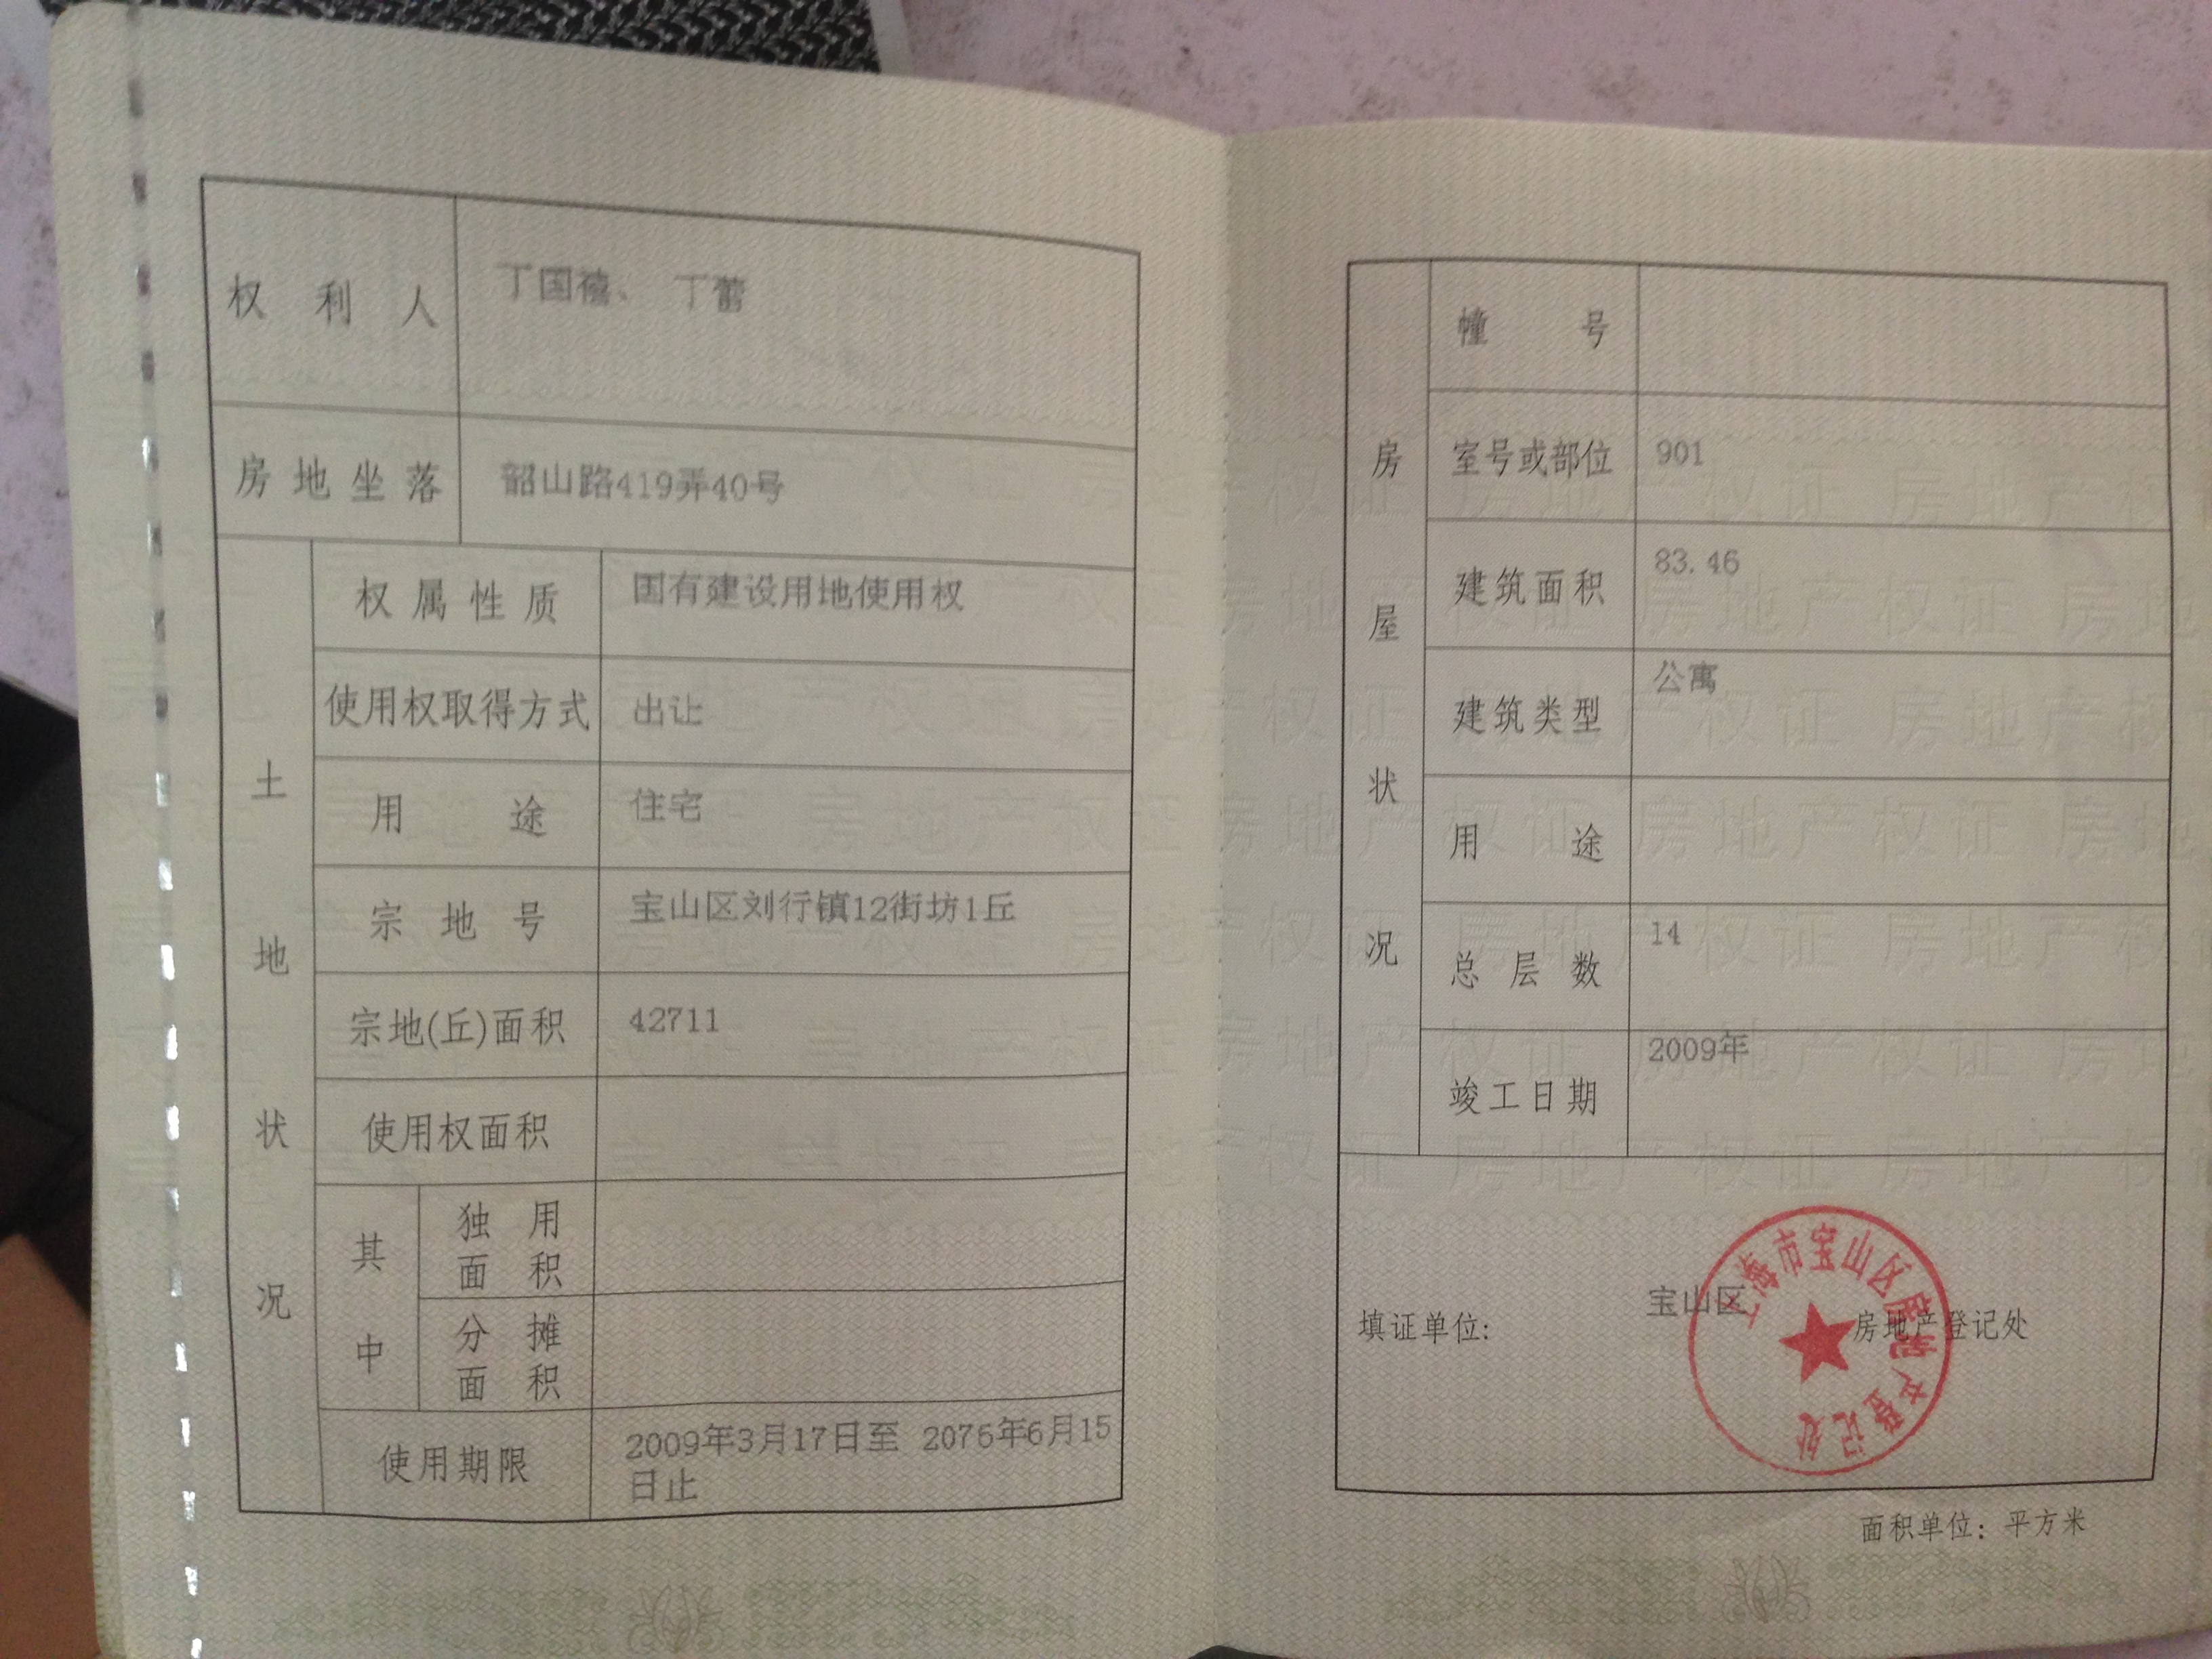 权利人 丁国德、丁蕾
房地坐落 韶山路419弄40号
土地状况
权属性质 国有建设用地使用权
使用权取得方式 出让
用途 住宅
宗地号 宝山区刘行镇12街坊1丘
宗地(丘)面积 42711
使用权面积
其中
独用面积
分摊面积
使用期限 2009年3月17日至 2076年6月15
日止
房屋状况
幢号
室号或部位 901
建筑面积 83.46
建筑类型 公寓
用途
总层数 14
竣工日期 2009年
填证单位:
宝山区 房地产登记处
上海市宝山区房地产登记处
面积单位: 平方米